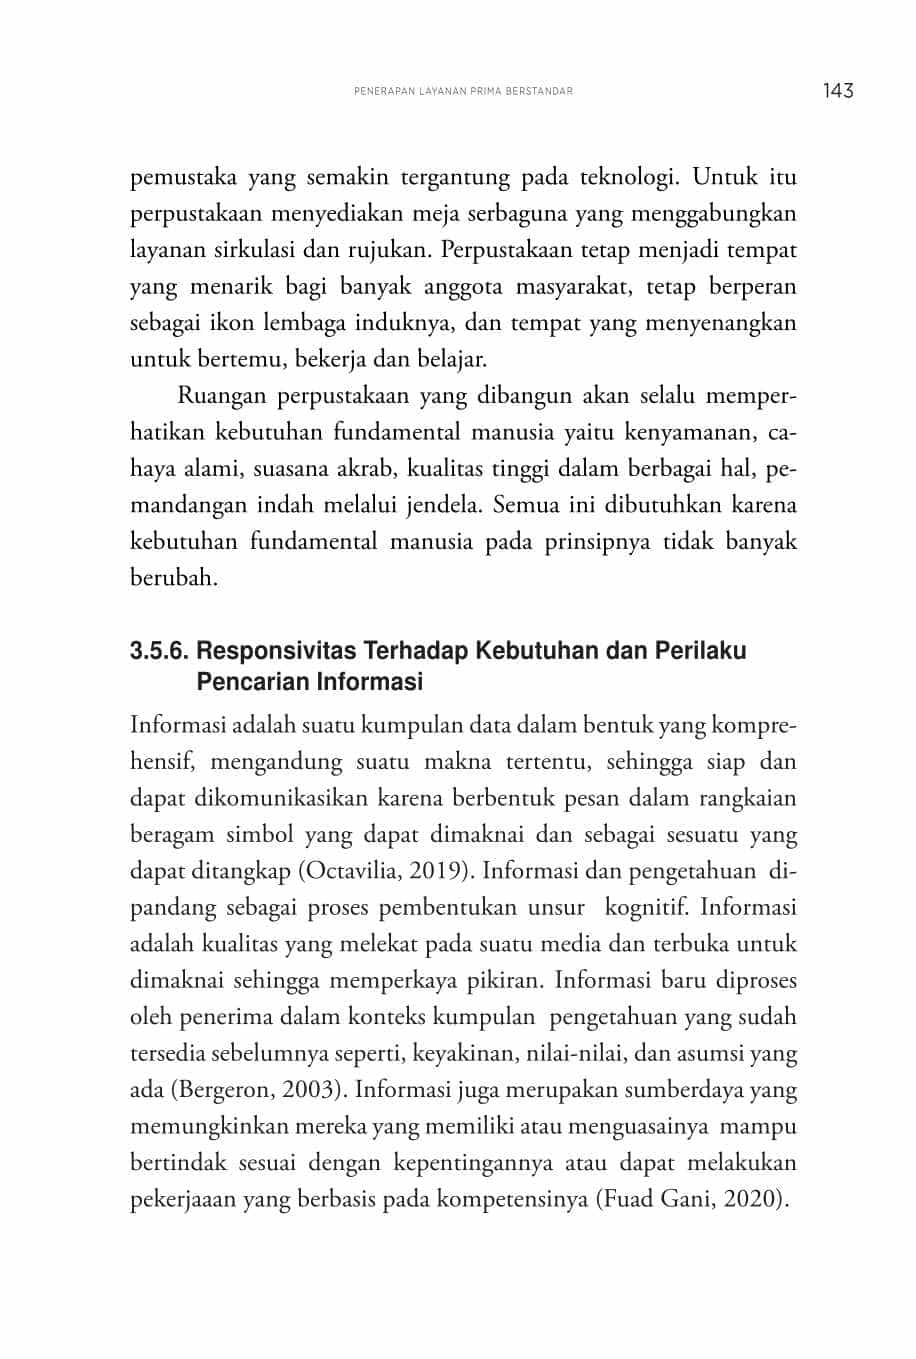 PENERAPAN LAYANAN PRIMA BERSTANDAR 143
pemustaka yang semakin tergantung pada teknologi. Untuk itu
perpustakaan menyediakan meja serbaguna yang menggabungkan
layanan sirkulasi dan rujukan. Perpustakaan tetap menjadi tempat
yang menarik bagi banyak anggota masyarakat, tetap berperan
sebagai ikon lembaga induknya, dan tempat yang menyenangkan
untuk bertemu, bekerja dan belajar.
Ruangan perpustakaan yang dibangun akan selalu memper-
hatikan kebutuhan fundamental manusia yaitu kenyamanan, ca-
haya alami, suasana akrab, kualitas tinggi dalam berbagai hal, pe-
mandangan indah melalui jendela. Semua ini dibutuhkan karena
kebutuhan fundamental manusia pada prinsipnya tidak banyak
berubah.
3.5.6. Responsivitas Terhadap Kebutuhan dan Perilaku
Pencarian Informasi
Informasi adalah suatu kumpulan data dalam bentuk yang kompre-
hensif, mengandung suatu makna tertentu, sehingga siap dan
dapat dikomunikasikan karena berbentuk pesan dalam rangkaian
beragam simbol yang dapat dimaknai dan sebagai sesuatu yang
dapat ditangkap (Octavilia, 2019). Informasi dan pengetahuan di-
pandang sebagai proses pembentukan unsur kognitif. Informasi
adalah kualitas yang melekat pada suatu media dan terbuka untuk
dimaknai sehingga memperkaya pikiran. Informasi baru diproses
oleh penerima dalam konteks kumpulan pengetahuan yang sudah
tersedia sebelumnya seperti, keyakinan, nilai-nilai, dan asumsi yang
ada (Bergeron, 2003). Informasi juga merupakan sumberdaya yang
memungkinkan mereka yang memiliki atau menguasainya mampu
bertindak sesuai dengan kepentingannya atau dapat melakukan
pekerjaaan yang berbasis pada kompetensinya (Fuad Gani, 2020).